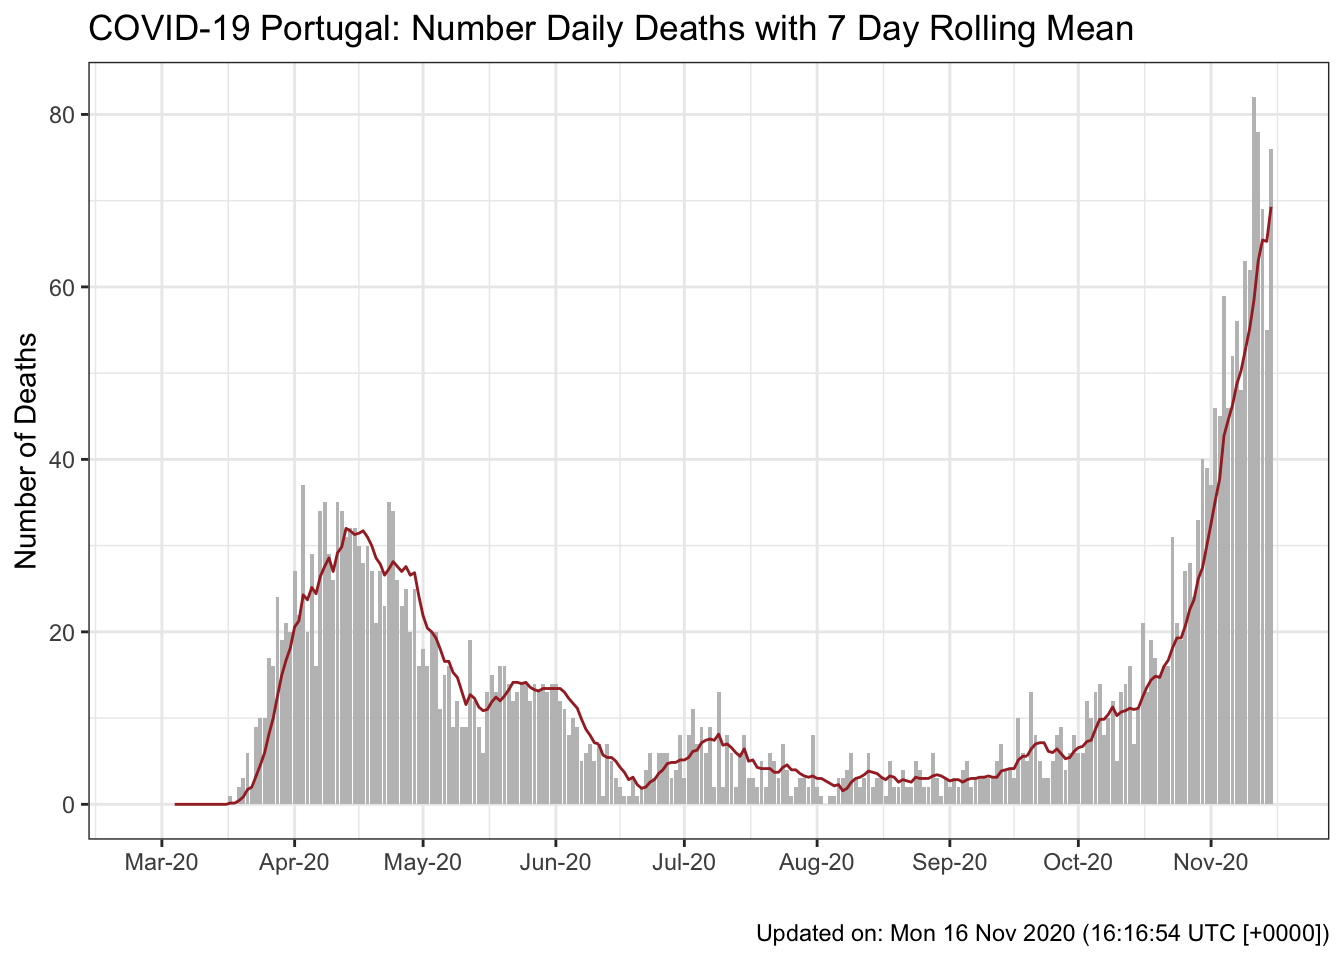 COVID-19 Portugal: Number Daily Deaths with 7 Day Rolling Mean
Number of Deaths
80
60
40
20
0
Mar-20 Apr-20 May-20 Jun-20 Jul-20 Aug-20 Sep-20 Oct-20 Nov-20
Updated on: Mon 16 Nov 2020 (16:16:54 UTC [+0000])